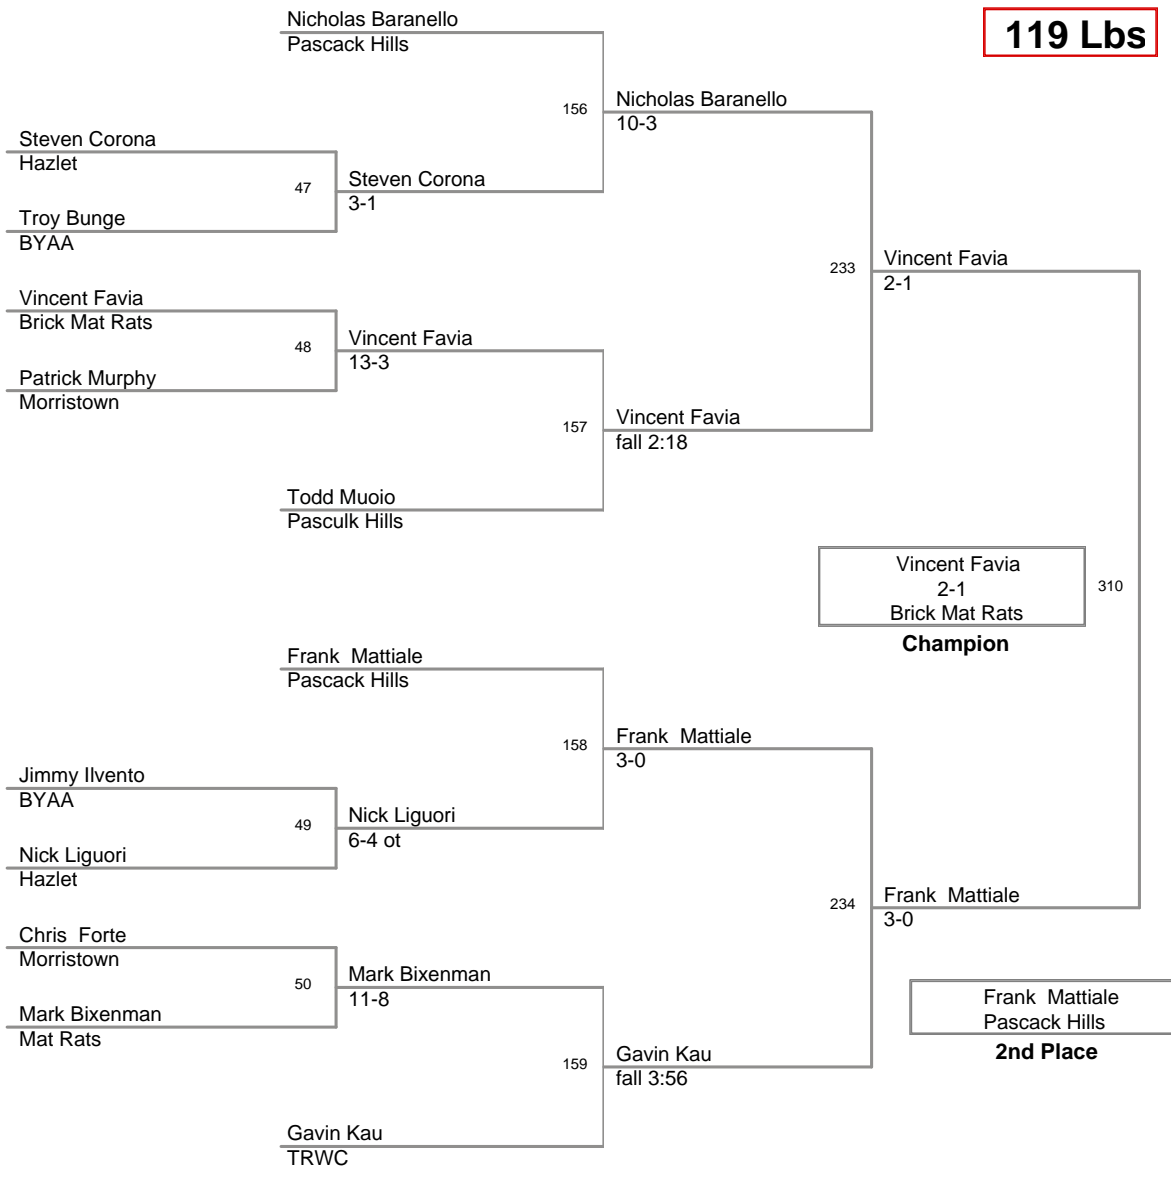 Nicholas Baranello
Pascack Hills
119 Lbs
156
Nicholas Baranello
10-3
Steven Corona
Hazlet
47
Steven Corona
3-1
Troy Bunge
BYAA
233
Vincent Favia
2-1
Vincent Favia
Brick Mat Rats
48
Vincent Favia
13-3
Patrick Murphy
Morristown
157
Vincent Favia
fall 2:18
Todd Muoio
Pasculk Hills
Vincent Favia
2-1
Brick Mat Rats
310
Champion
Frank  Mattiale
Pascack Hills
158
Frank  Mattiale
3-0
Jimmy Ilvento
BYAA
49
Nick Liguori
6-4 ot
Nick Liguori
Hazlet
234
Frank  Mattiale
3-0
Chris  Forte
Morristown
50
Mark Bixenman
11-8
Mark Bixenman
Mat Rats
Frank  Mattiale
Pascack Hills
2nd Place
159
Gavin Kau
fall 3:56
Gavin Kau
TRWC